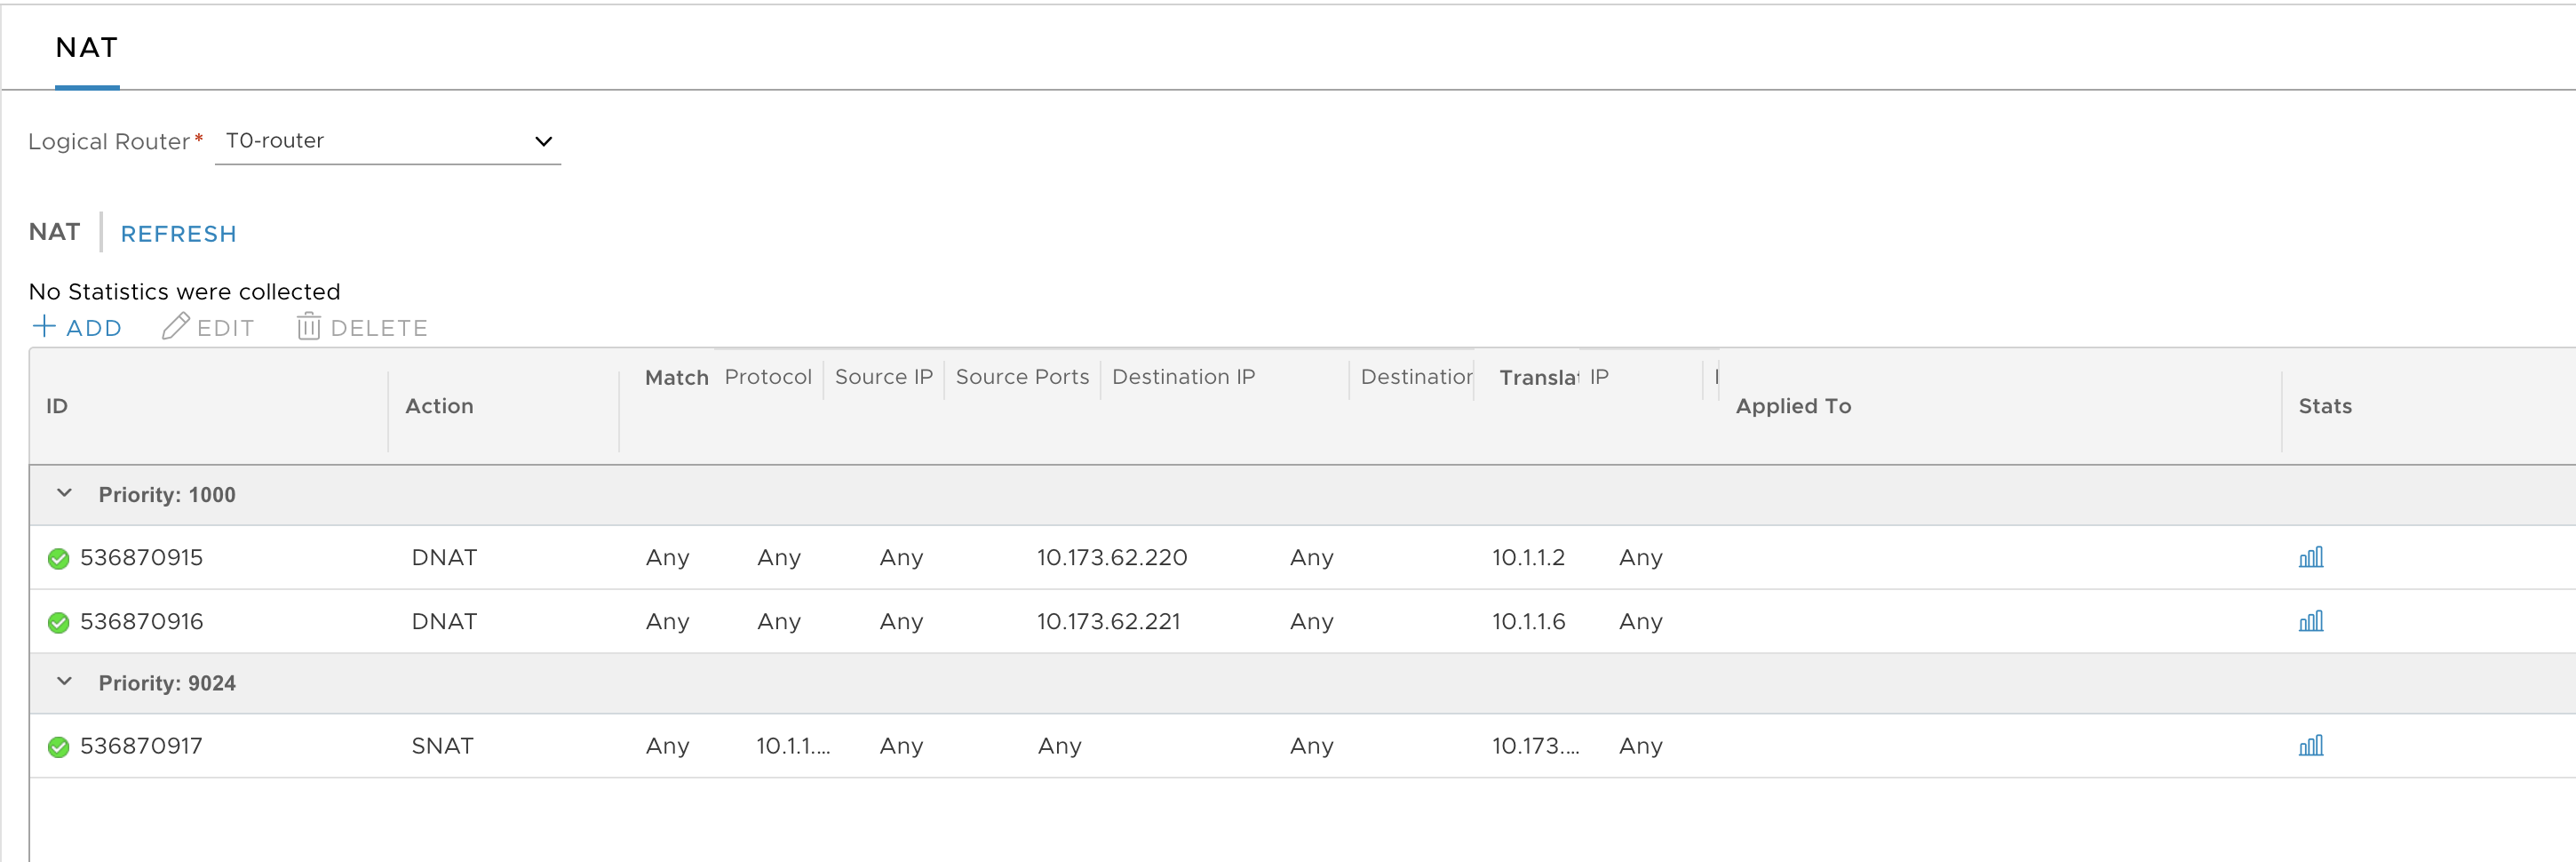 NAT
Logical Router* T0-router
NAT REFRESH
No Statistics were collected
ADD EDIT DELETE
ID Action Match Protocol Source IP Source Ports Destination IP Destination Translat IP Applied To Stats
Priority: 1000
536870915 DNAT Any Any Any 10.173.62.220 Any 10.1.1.2 Any
536870916 DNAT Any Any Any 10.173.62.221 Any 10.1.1.6 Any
Priority: 9024
536870917 SNAT Any 10.1.1.... Any Any Any 10.173.... Any